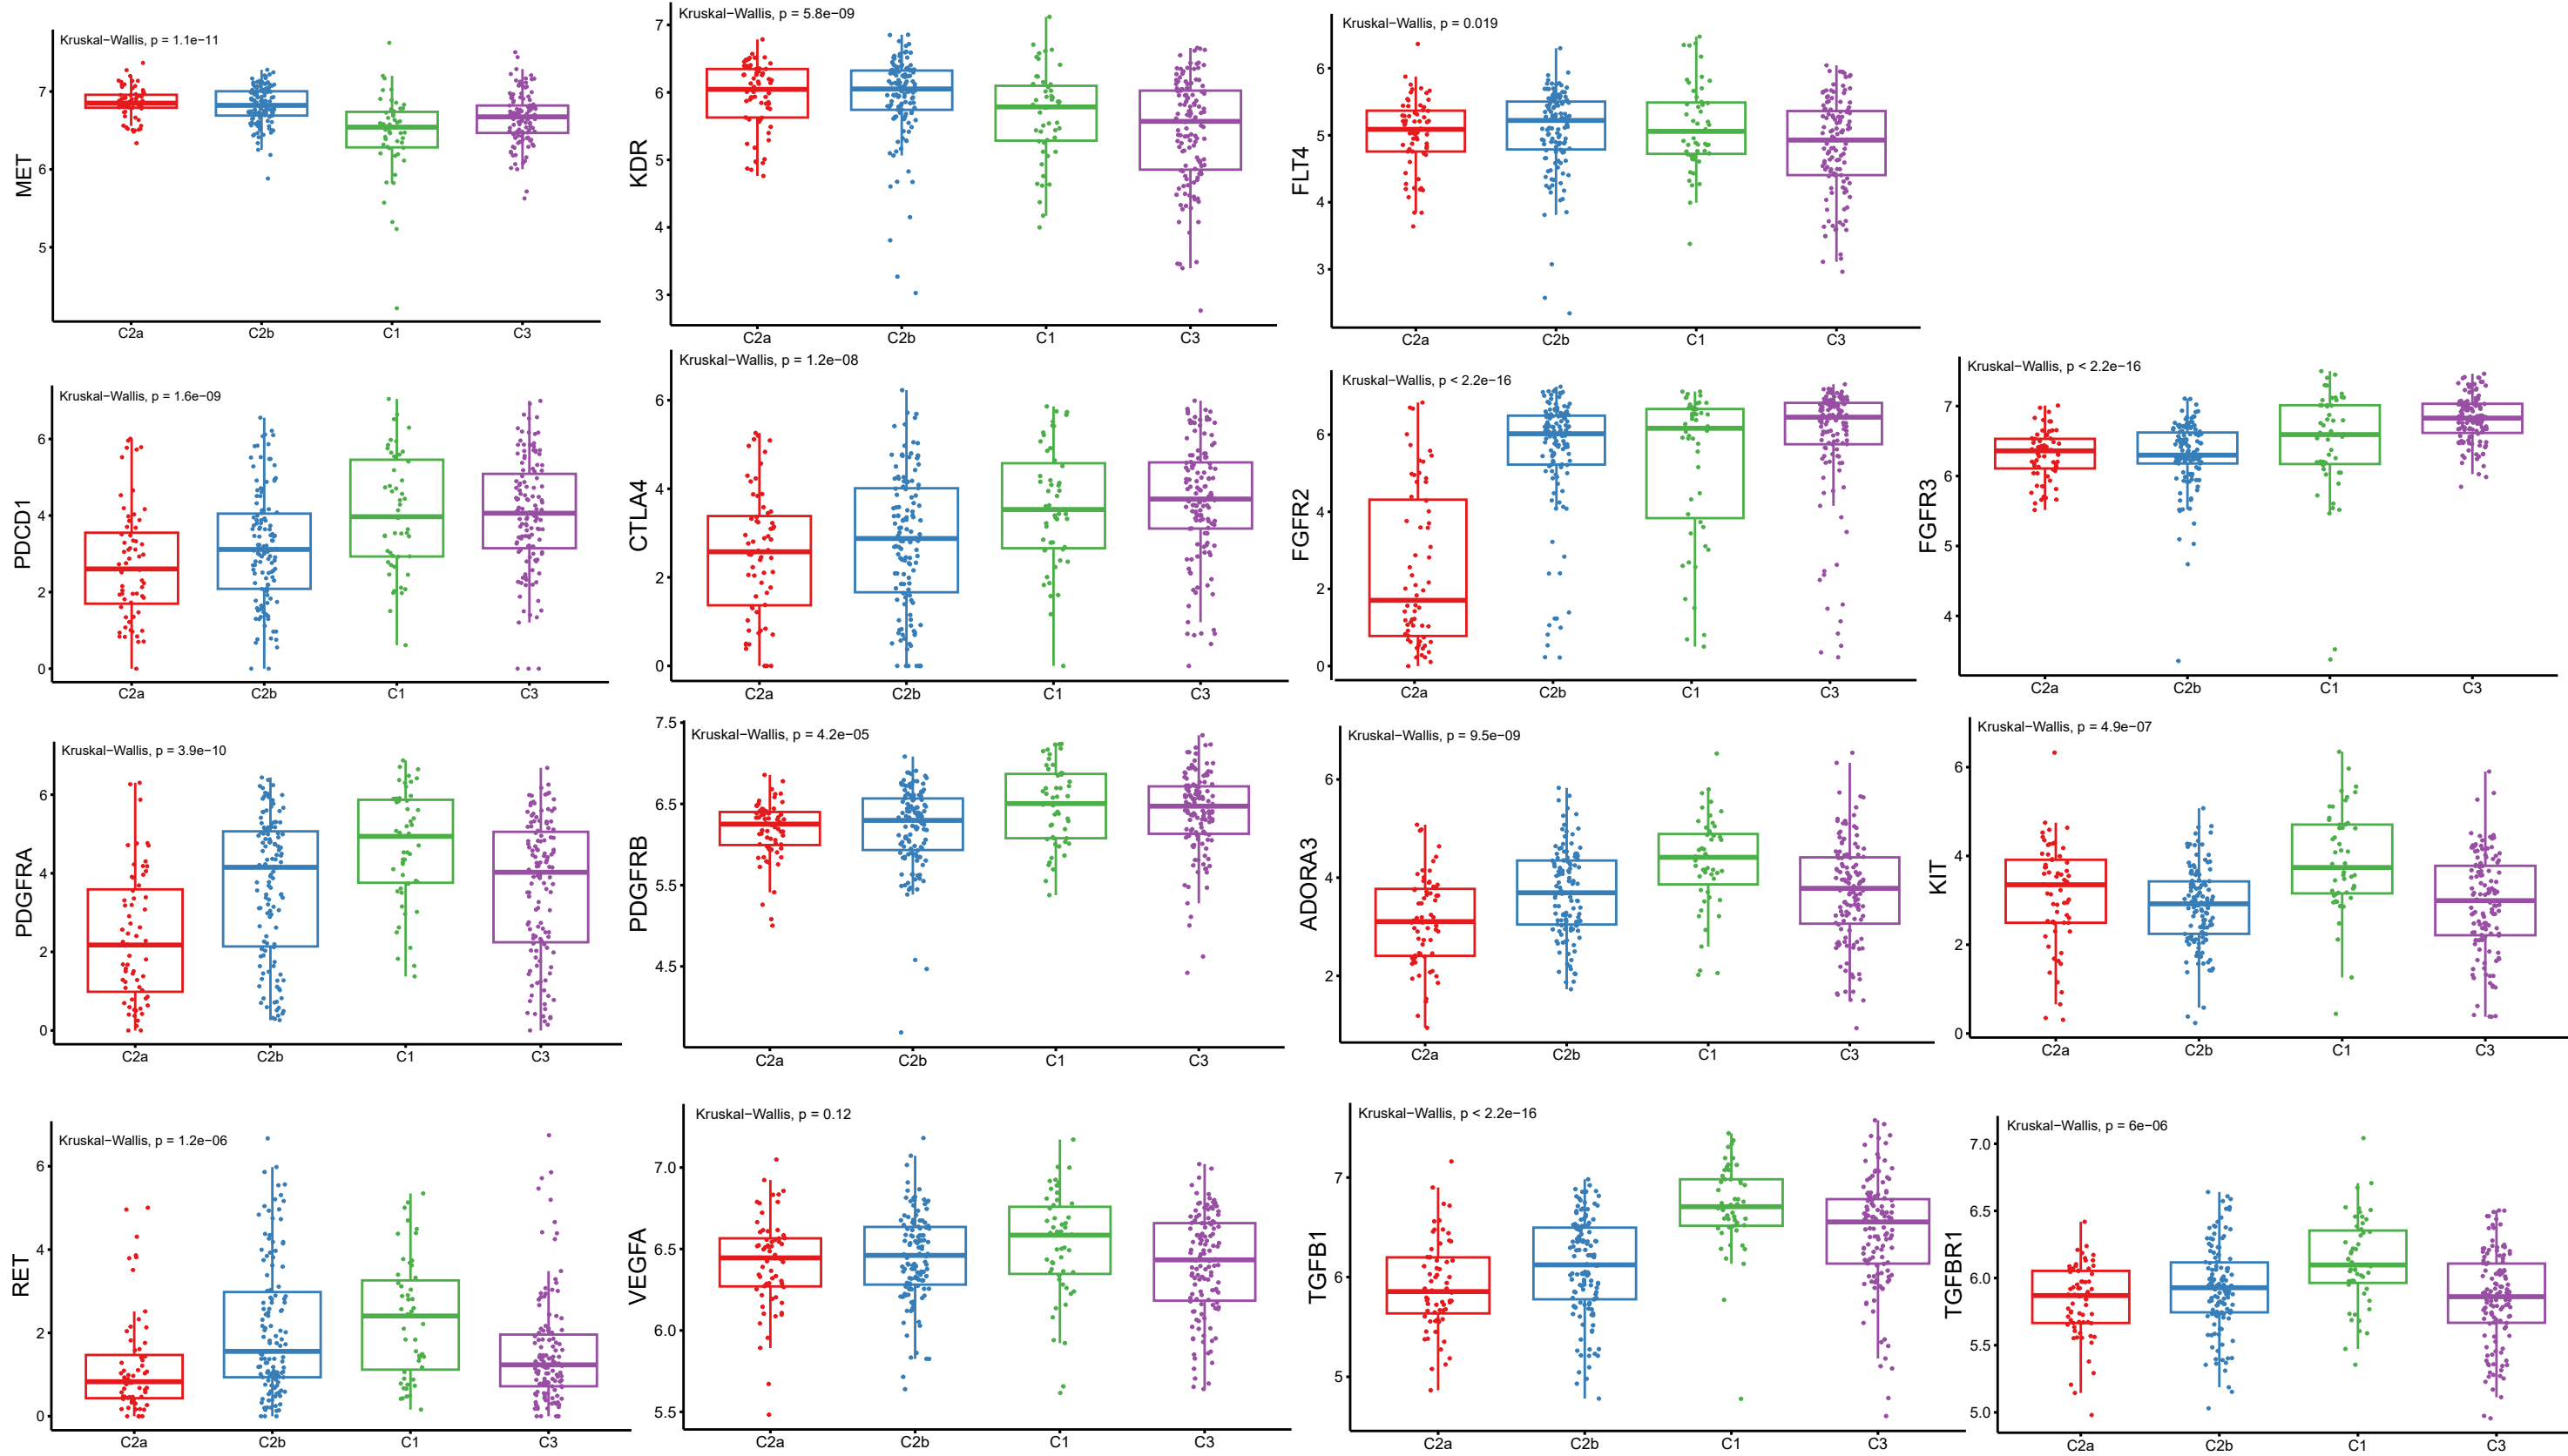 Kruskal−Wallis, p = 1.1e−11
MET
7
6
5
C2a C2b C1 C3
Kruskal−Wallis, p = 5.8e−09
KDR
7
6
5
4
3
C2a C2b C1 C3
Kruskal−Wallis, p = 0.019
FLT4
6
5
4
3
C2a C2b C1 C3
Kruskal−Wallis, p = 1.6e−09
PDCD1
6
4
2
0
C2a C2b C1 C3
Kruskal−Wallis, p = 1.2e−08
CTLA4
6
4
2
0
C2a C2b C1 C3
Kruskal−Wallis, p < 2.2e−16
FGFR2
6
4
2
0
C2a C2b C1 C3
Kruskal−Wallis, p < 2.2e−16
FGFR3
7
6
5
4
C2a C2b C1 C3
Kruskal−Wallis, p = 3.9e−10
PDGFRA
6
4
2
0
C2a C2b C1 C3
Kruskal−Wallis, p = 4.2e−05
PDGFRB
7.5
6.5
5.5
4.5
C2a C2b C1 C3
Kruskal−Wallis, p = 9.5e−09
ADORA3
6
4
2
C2a C2b C1 C3
Kruskal−Wallis, p = 4.9e−07
KIT
6
4
2
0
C2a C2b C1 C3
Kruskal−Wallis, p = 1.2e−06
RET
6
4
2
0
C2a C2b C1 C3
Kruskal−Wallis, p = 0.12
VEGFA
7.0
6.5
6.0
5.5
C2a C2b C1 C3
Kruskal−Wallis, p < 2.2e−16
TGFB1
7
6
5
C2a C2b C1 C3
Kruskal−Wallis, p = 6e−06
TGFBR1
7.0
6.5
6.0
5.5
5.0
C2a C2b C1 C3